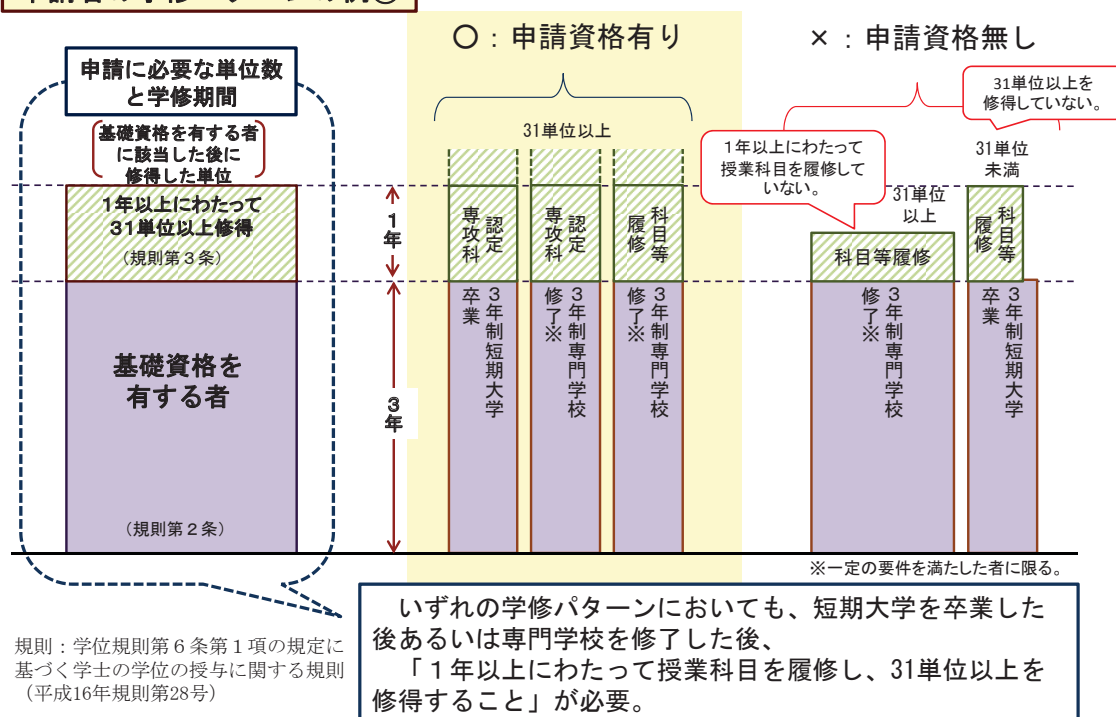 申請者の学修パターンの例
○：申請資格有り
×：申請資格無し
申請に必要な単位数
と学修期間
基礎資格を有する者
に該当した後に
修得した単位
1年以上にわたって
31単位以上修得
(規則第３条)
基礎資格を
有する者
(規則第２条)
1年
3年
31単位以上
認定
専攻科
3年制短期大学
卒業
認定
専攻科
3年制専門学校
修了※
科目等
履修
3年制専門学校
修了※
１年以上にわたって
授業科目を履修して
いない。
31単位
以上
科目等履修
3年制専門学校
修了※
31単位以上を
修得していない。
31単位
未満
科目等
履修
3年制短期大学
卒業
※一定の要件を満たした者に限る。
いずれの学修パターンにおいても、短期大学を卒業した
後あるいは専門学校を修了した後、
「１年以上にわたって授業科目を履修し、31単位以上を
修得すること」が必要。
規則：学位規則第６条第１項の規定に
基づく学士の学位の授与に関する規則
（平成16年規則第28号）